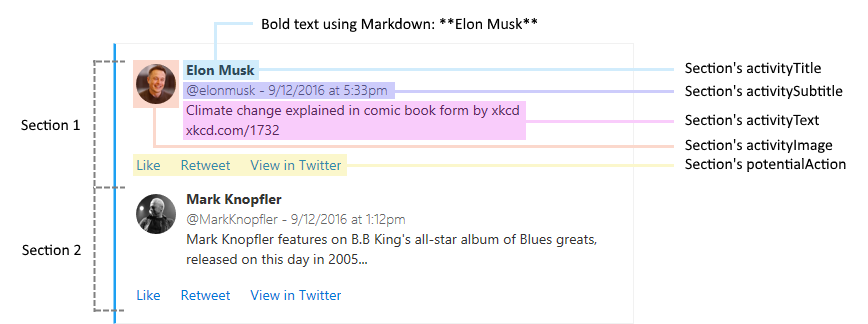 Bold text using Markdown: **Elon Musk**
Elon Musk
Section's activityTitle
@elonmusk - 9/12/2016 at 5:33pm
Section's activitySubtitle
Climate change explained in comic book form by xkcd
xkcd.com/1732
Section's activityText
Section 1
Section's activityImage
Like Retweet View in Twitter
Section's potentialAction
Mark Knopfler
@MarkKnopfler - 9/12/2016 at 1:12pm
Mark Knopfler features on B.B King's all-star album of Blues greats,
released on this day in 2005...
Section 2
Like Retweet View in Twitter